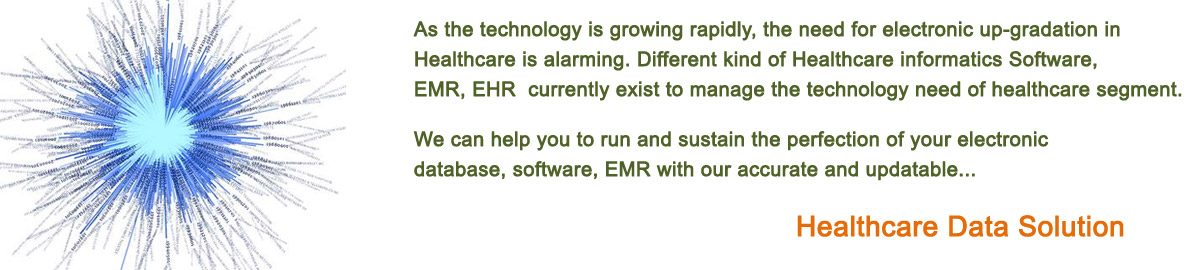 As the technology is growing rapidly, the need for electronic up-gradation in
Healthcare is alarming. Different kind of Healthcare informatics Software,
EMR, EHR currently exist to manage the technology need of healthcare segment.
We can help you to run and sustain the perfection of your electronic
database, software, EMR with our accurate and updatable...
Healthcare Data Solution